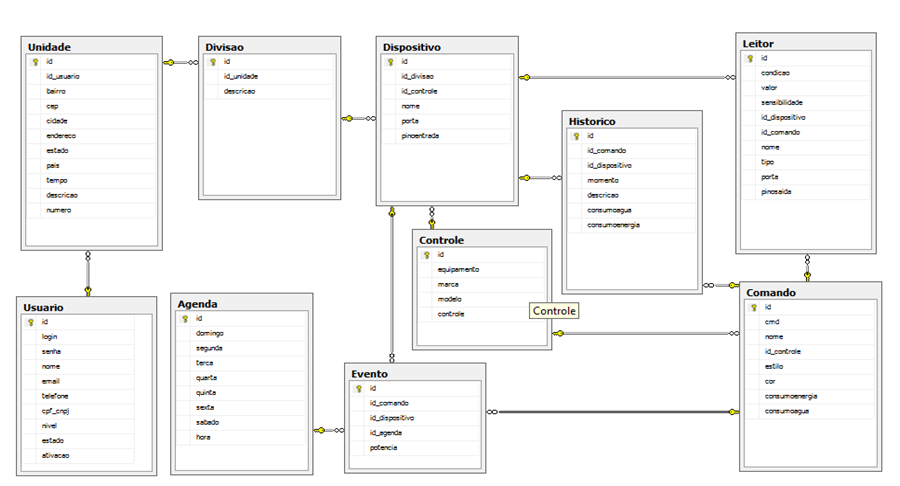 Unidade
id
id_usuario
bairro
cep
cidade
endereco
estado
pais
tempo
descricao
numero
Divisao
id
id_unidade
descricao
Dispositivo
id
id_divisao
id_controle
nome
porta
pinoentrada
Leitor
id
condicao
valor
sensibilidade
id_dispositivo
id_comando
nome
tipo
porta
pinosaida
Historico
id
id_comando
id_dispositivo
momento
descricao
consumoagua
consumoenergia
Controle
id
equipamento
marca
modelo
controle
Controle
Usuario
id
login
senha
nome
email
telefone
cpf_cnpj
nivel
estado
ativacao
Agenda
id
domingo
segunda
terca
quarta
quinta
sexta
sabado
hora
Evento
id
id_comando
id_dispositivo
id_agenda
potencia
Comando
id
cmd
nome
id_controle
estilo
cor
consumoenergia
consumoagua